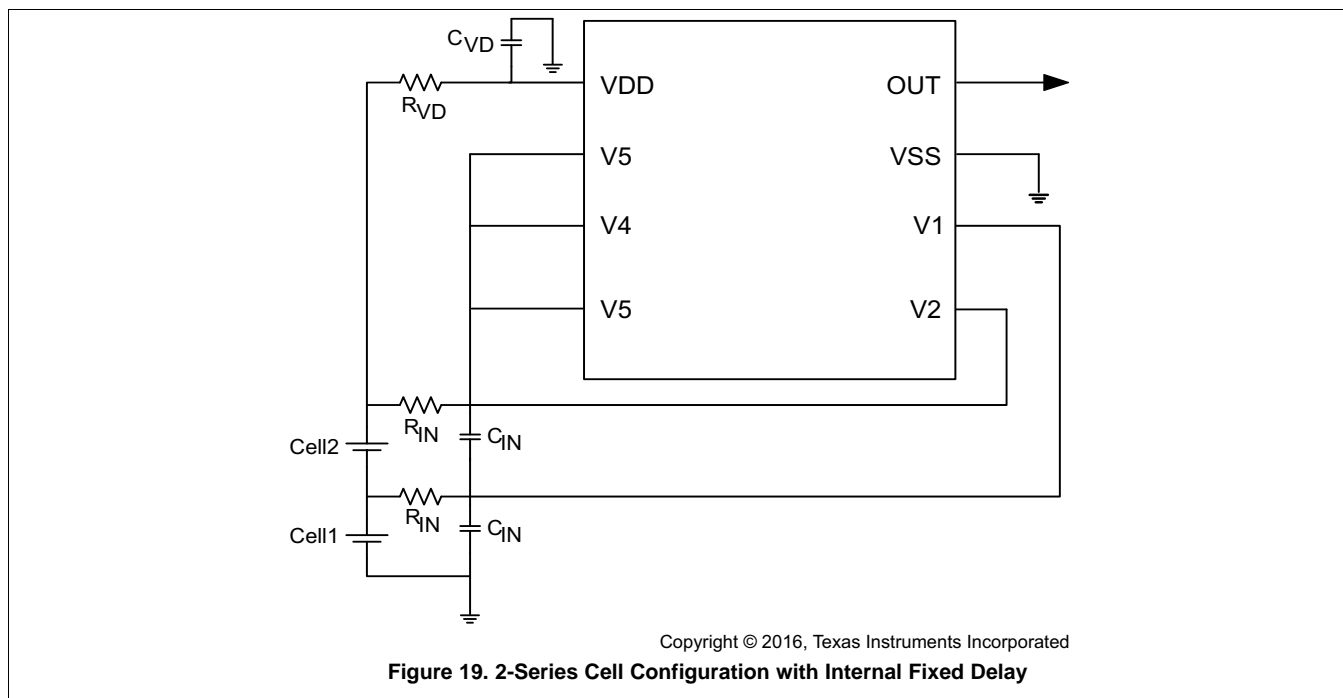 CVD
RVD
VDD
OUT
V5
VSS
V4
V1
V5
V2
RIN
Cell2
CIN
RIN
Cell1
CIN
Copyright © 2016, Texas Instruments Incorporated
Figure 19. 2-Series Cell Configuration with Internal Fixed Delay